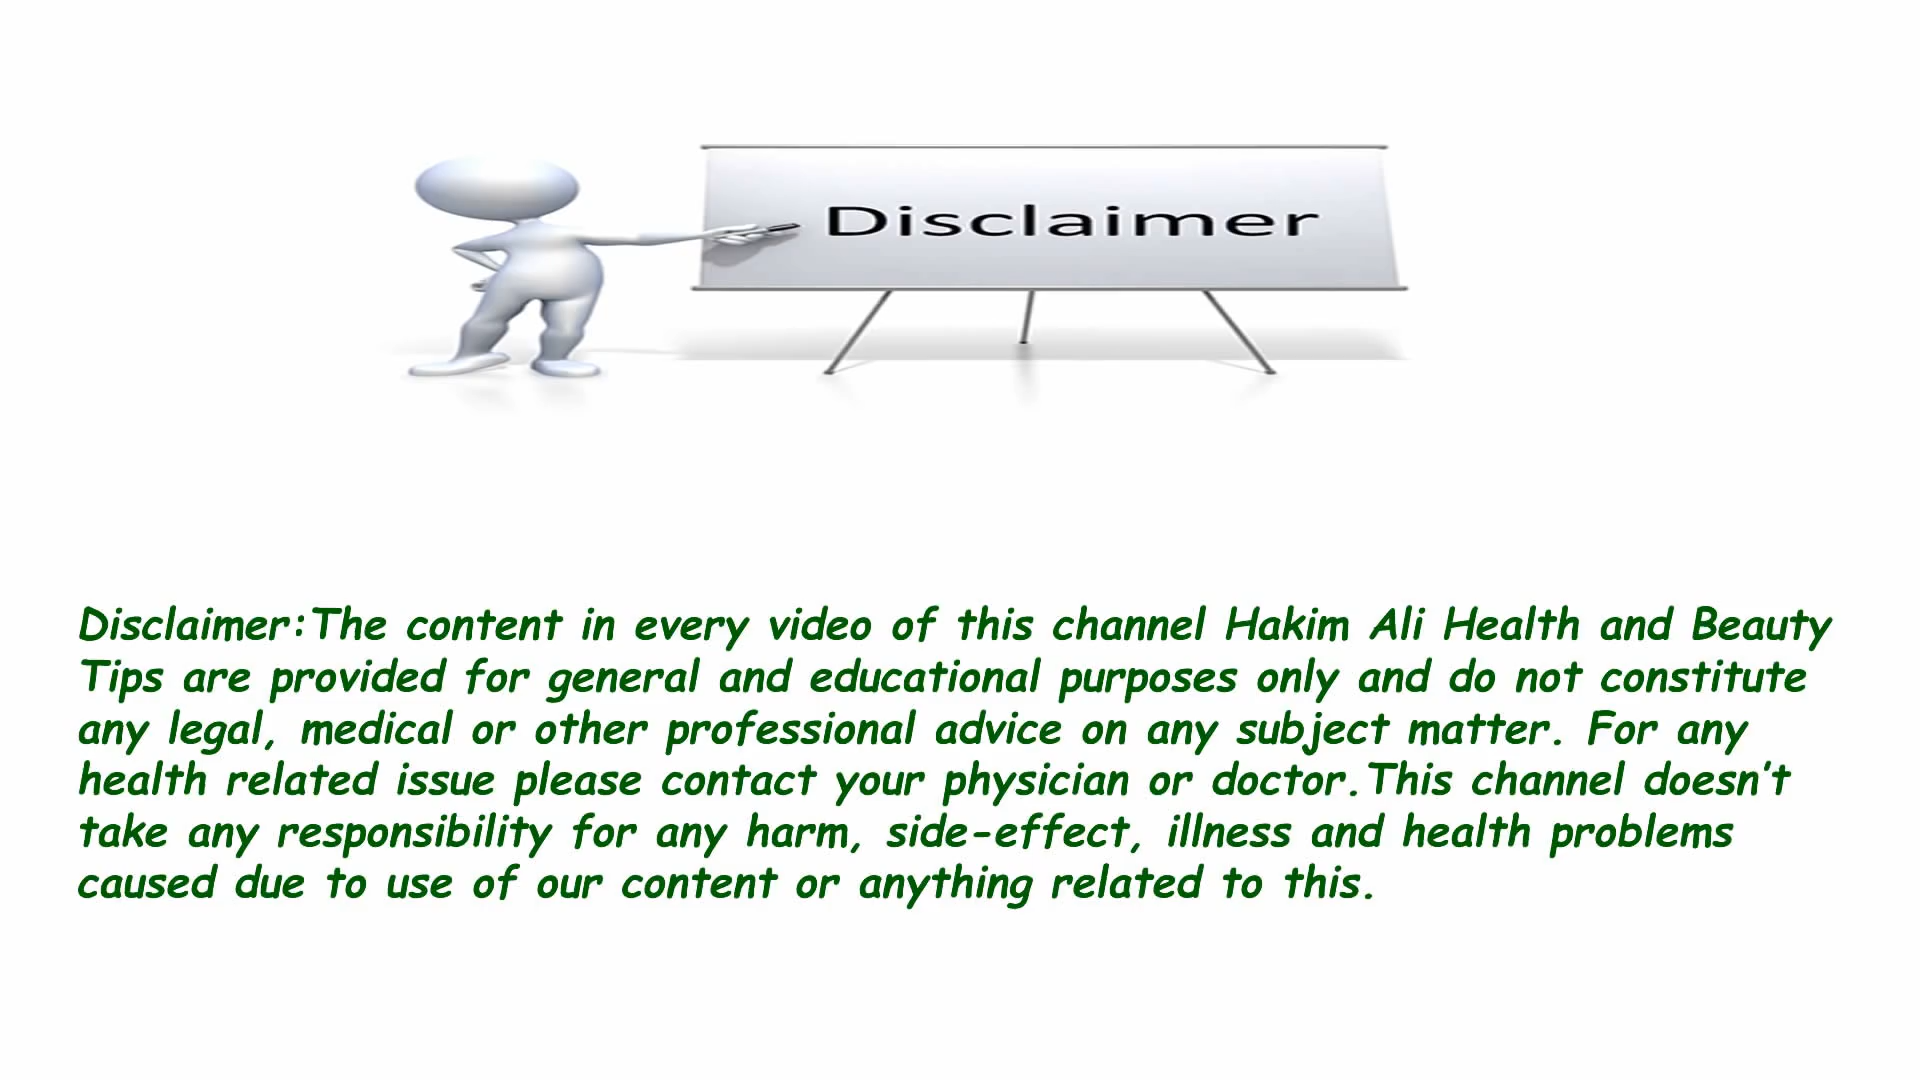 Disclaimer
Disclaimer:The content in every video of this channel Hakim Ali Health and Beauty
Tips are provided for general and educational purposes only and do not constitute
any legal, medical or other professional advice on any subject matter. For any
health related issue please contact your physician or doctor.This channel doesn’t
take any responsibility for any harm, side-effect, illness and health problems
caused due to use of our content or anything related to this.